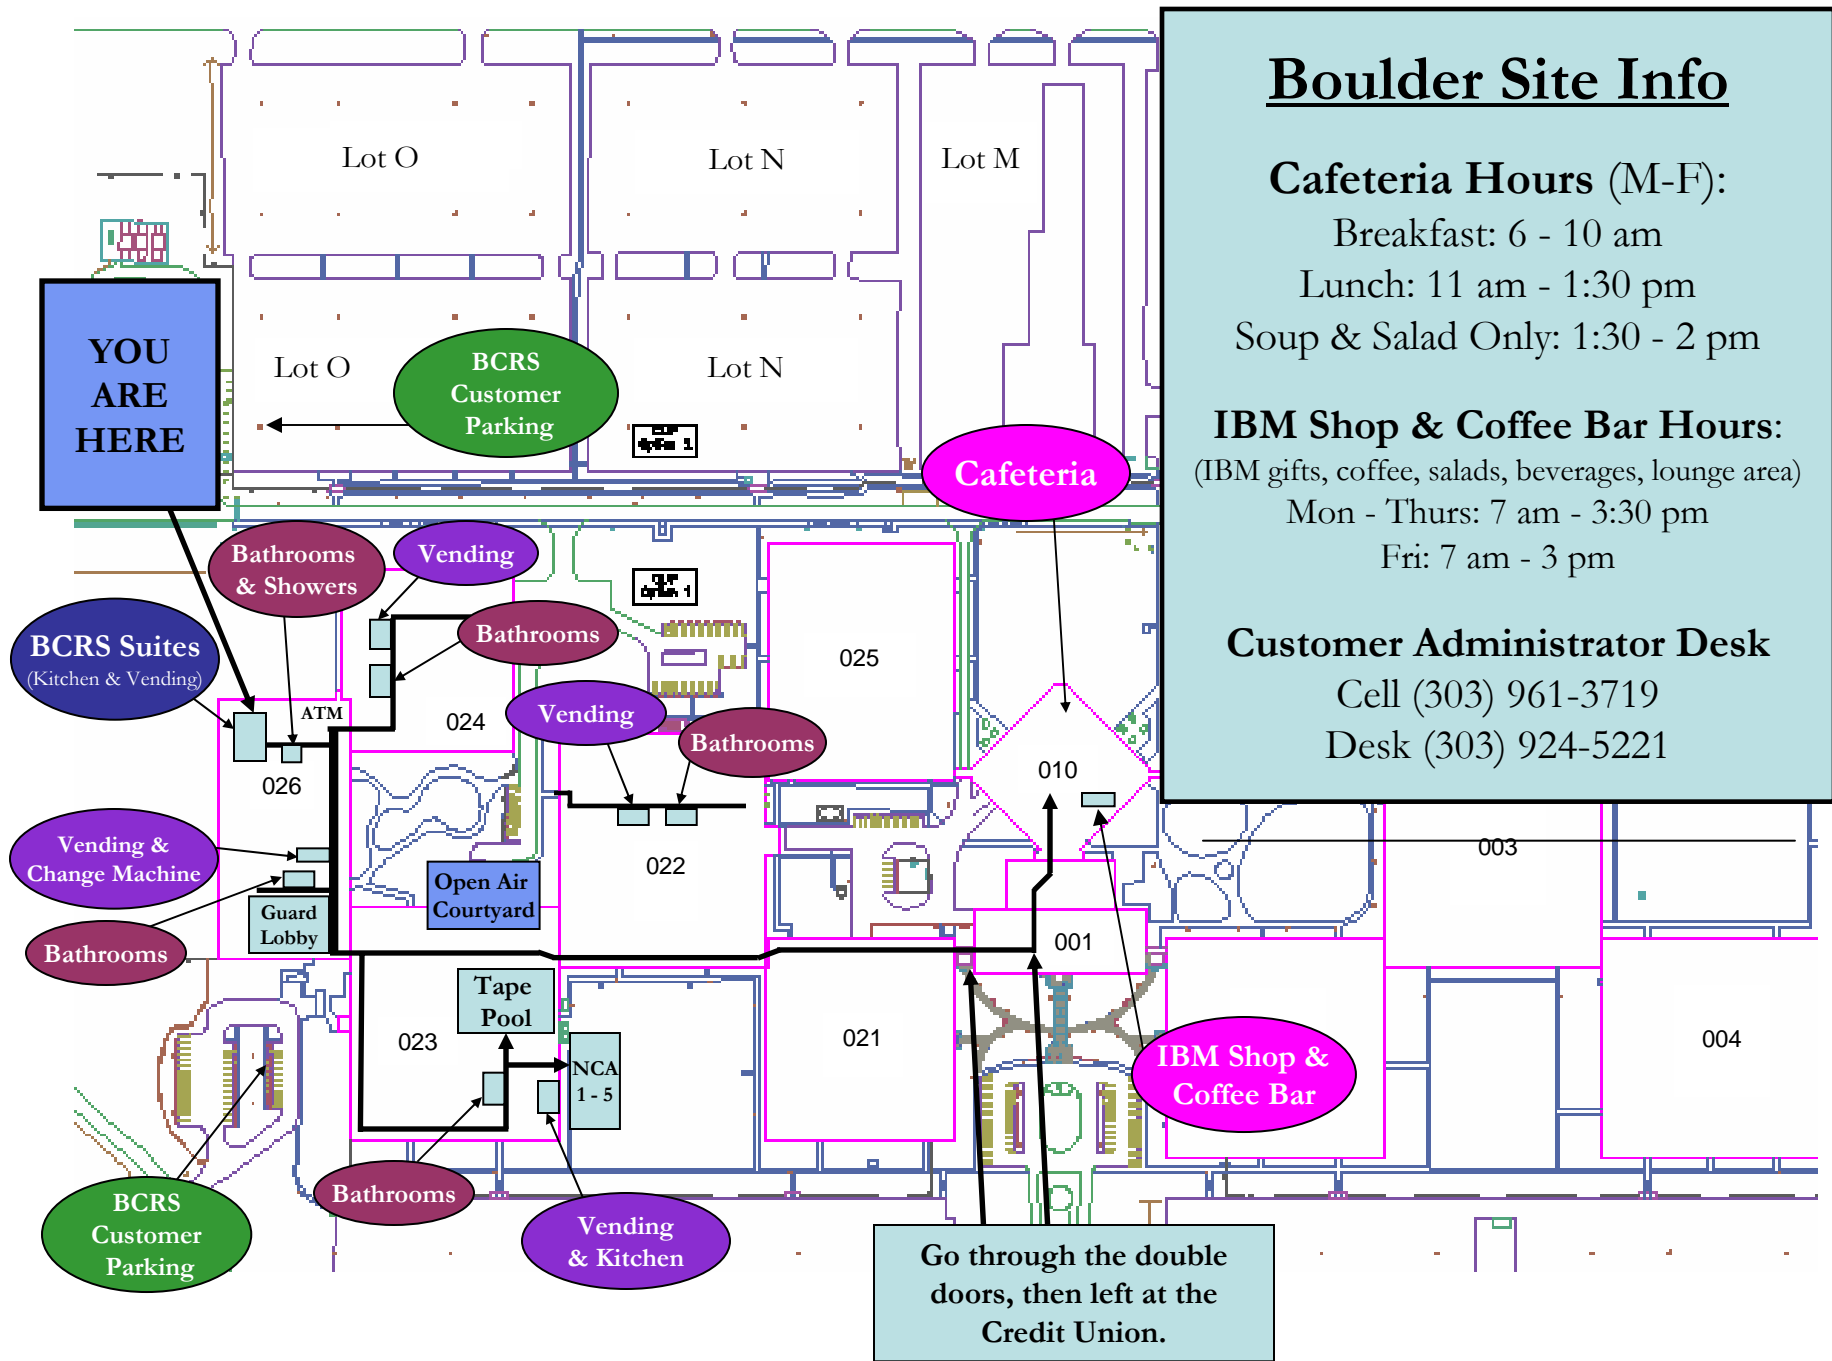 Boulder Site Info
Cafeteria Hours (M-F):
Breakfast: 6 - 10 am
Lunch: 11 am - 1:30 pm
Soup & Salad Only: 1:30 - 2 pm
IBM Shop & Coffee Bar Hours:
(IBM gifts, coffee, salads, beverages, lounge area)
Mon - Thurs: 7 am - 3:30 pm
Fri: 7 am - 3 pm
Customer Administrator Desk
Cell (303) 961-3719
Desk (303) 924-5221
Lot O
Lot N
Lot M
Lot O
Lot N
YOU
ARE
HERE
BCRS
Customer
Parking
Cafeteria
Bathrooms
& Showers
Vending
Bathrooms
BCRS Suites
(Kitchen & Vending)
ATM
024
025
Vending
Bathrooms
026
010
Vending &
Change Machine
022
003
Open Air
Courtyard
Guard
Lobby
Bathrooms
001
Tape
Pool
023
021
004
NCA
1 - 5
IBM Shop &
Coffee Bar
Bathrooms
BCRS
Customer
Parking
Vending
& Kitchen
Go through the double
doors, then left at the
Credit Union.